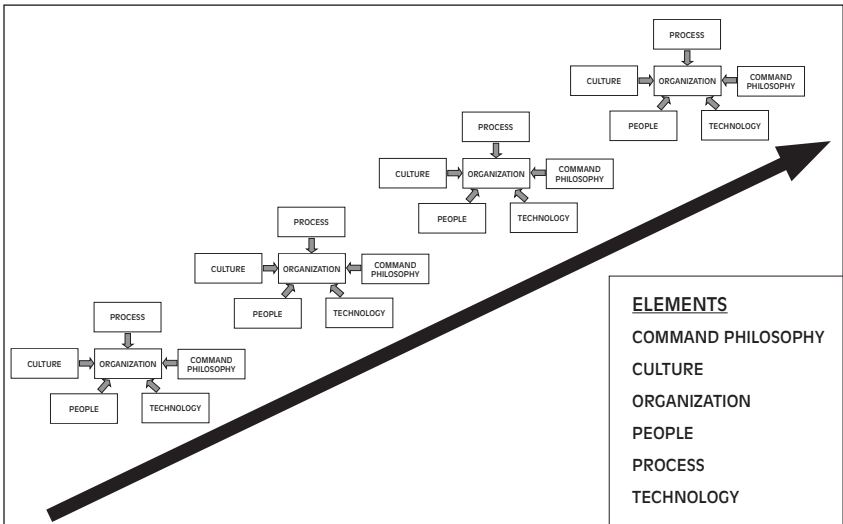 PROCESS
CULTURE
ORGANIZATION
COMMAND
PHILOSOPHY
PEOPLE
TECHNOLOGY
PROCESS
CULTURE
ORGANIZATION
COMMAND
PHILOSOPHY
PEOPLE
TECHNOLOGY
PROCESS
CULTURE
ORGANIZATION
COMMAND
PHILOSOPHY
PEOPLE
TECHNOLOGY
PROCESS
CULTURE
ORGANIZATION
COMMAND
PHILOSOPHY
PEOPLE
TECHNOLOGY
ELEMENTS
COMMAND PHILOSOPHY
CULTURE
ORGANIZATION
PEOPLE
PROCESS
TECHNOLOGY